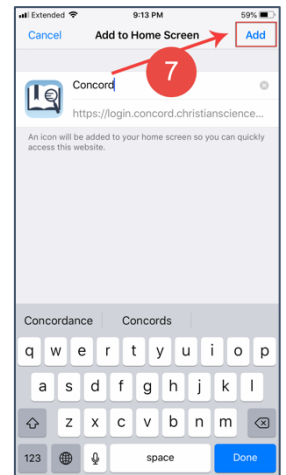 Extended 9:13 PM 59%
Cancel Add to Home Screen Add
7
Concord
https://login.concord.christianscience...
An icon will be added to your home screen so you can quickly
access this website.
Concordance Concords
q w e r t y u i o p
a s d f g h j k l
z x c v b n m
123 space Done